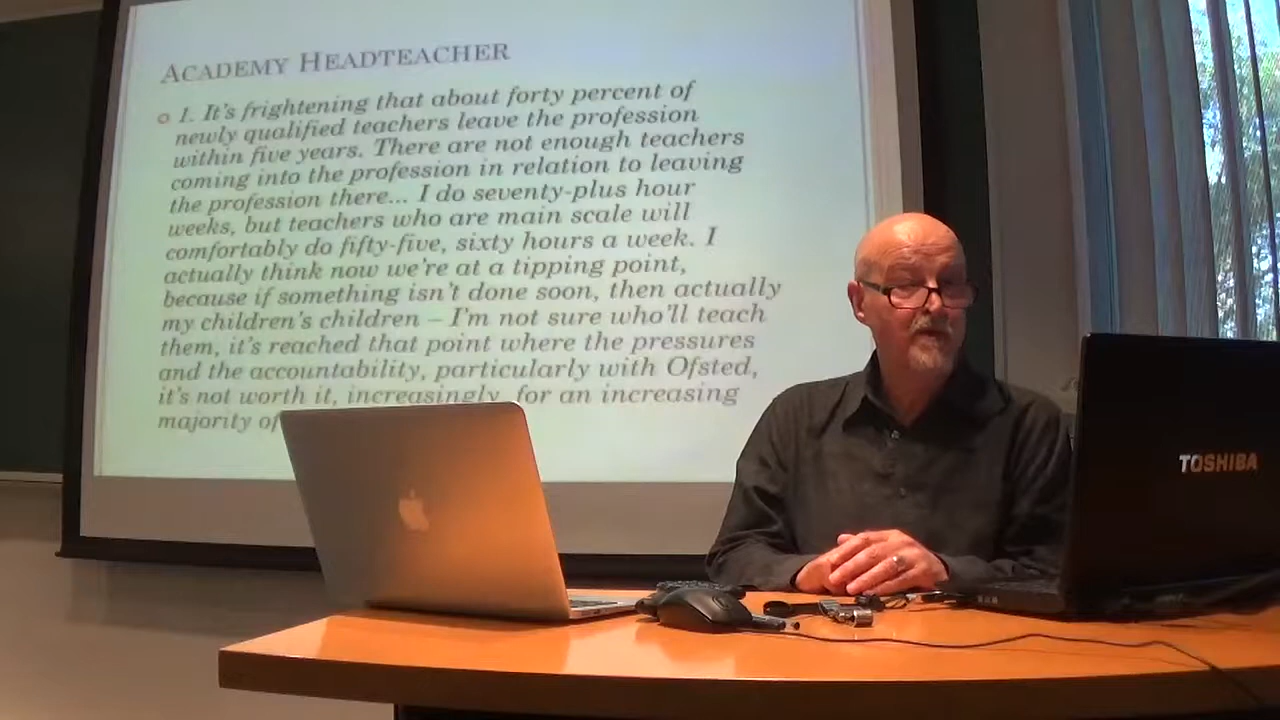 ACADEMY HEADTEACHER
1. It's frightening that about forty percent of
newly qualified teachers leave the profession
within five years. There are not enough teachers
coming into the profession in relation to leaving
the profession there... I do seventy-plus hour
weeks, but teachers who are main scale will
comfortably do fifty-five, sixty hours a week. I
actually think now we're at a tipping point,
because if something isn't done soon, then actually
my children's children – I'm not sure who'll teach
them, it's reached that point where the pressures
and the accountability, particularly with Ofsted,
it's not worth it, increasingly, for an increasing
majority of
TOSHIBA